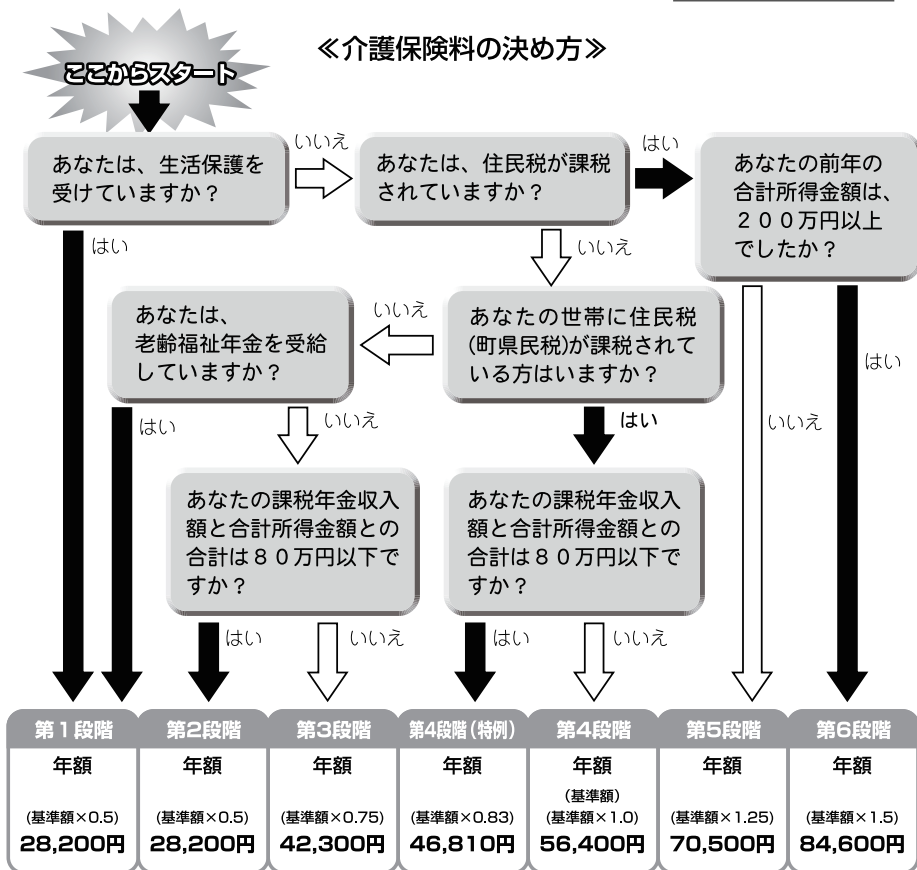 ≪介護保険料の決め方≫
ここからスタート
あなたは、生活保護を
受けていますか？
いいえ
はい
あなたは、住民税が課税
されていますか？
はい
いいえ
あなたの前年の
合計所得金額は、
２００万円以上
でしたか？
いいえ
はい
あなたの世帯に住民税
(町県民税)が課税されて
いる方はいますか？
いいえ
はい
あなたは、
老齢福祉年金を受給
していますか？
はい
いいえ
あなたの課税年金収入
額と合計所得金額との
合計は８０万円以下で
すか？
はい
いいえ
あなたの課税年金収入
額と合計所得金額との
合計は８０万円以下で
すか？
はい
いいえ
第１段階
年額
(基準額×0.5)
28,200円
第2段階
年額
(基準額×0.5)
28,200円
第3段階
年額
(基準額×0.75)
42,300円
第4段階(特例)
年額
(基準額×0.83)
46,810円
第4段階
年額
(基準額)
(基準額×1.0)
56,400円
第5段階
年額
(基準額×1.25)
70,500円
第6段階
年額
(基準額×1.5)
84,600円